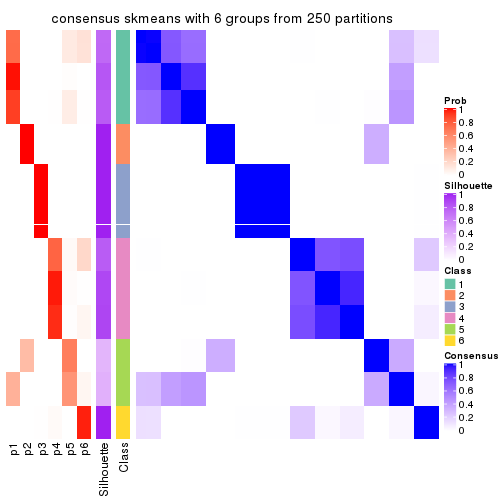 consensus skmeans with 6 groups from 250 partitions
Prob
1
0.8
0.6
0.4
0.2
0
Silhouette
1
0.8
0.6
0.4
0.2
0
Class
1
2
3
4
5
6
Consensus
1
0.8
0.6
0.4
0.2
0
p1
p2
p3
p4
p5
p6
Silhouette
Class